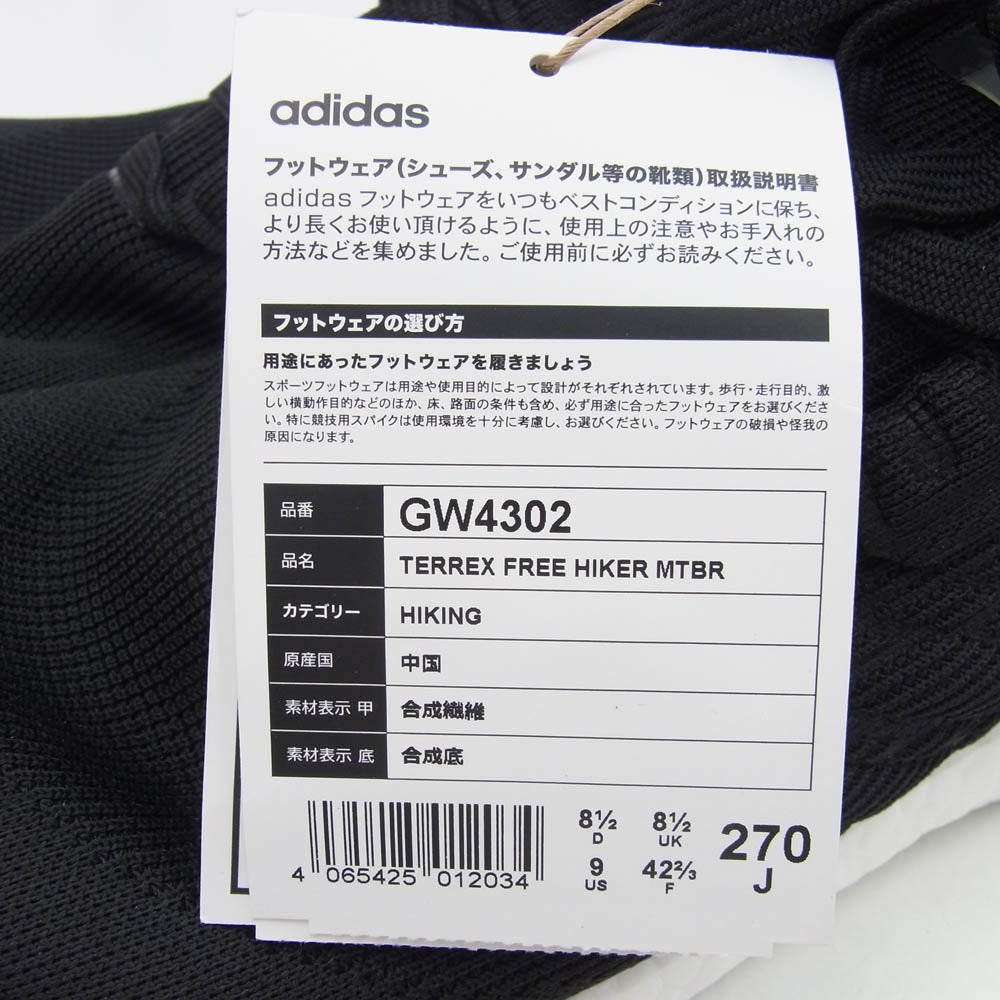 adidas
フットウェア(シューズ、サンダル等の靴類)取扱説明書
adidas フットウェアをいつもベストコンディションに保ち、
より長くお使い頂けるように、使用上の注意やお手入れの
方法などを集めました。ご使用前に必ずお読みください。
フットウェアの選び方
用途にあったフットウェアを履きましょう
スポーツフットウェアは用途や使用目的によって設計がそれぞれされています。歩行・走行目的、激
しい横動作目的などのほか、床、路面の条件も含め、必ず用途に合ったフットウェアをお選びくださ
い。特に競技用スパイクは使用環境を十分に考慮し、お選びください。フットウェアの破損や怪我の
原因になります。
品番 GW4302
品名 TERREX FREE HIKER MTBR
カテゴリー HIKING
原産国 中国
素材表示 甲 合成繊維
素材表示 底 合成底
8½ 8½ 270
D UK J
9 42⅔
US F
4 065425 012034